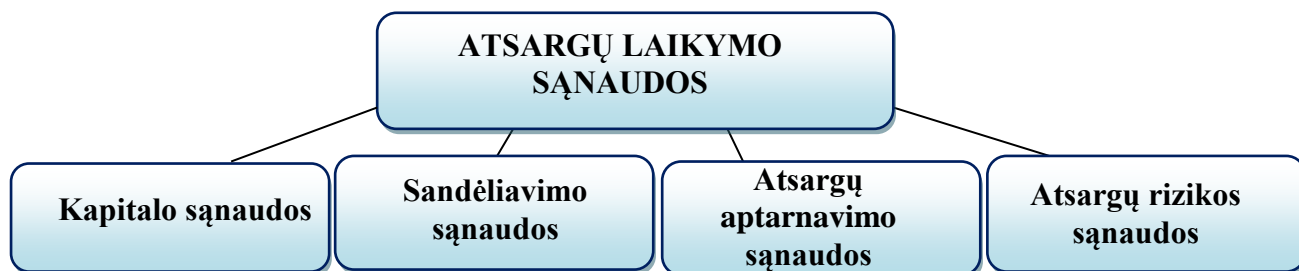 ATSARGŲ LAIKYMO
SĄNAUDOS
Kapitalo sąnaudos
Sandėliavimo
sąnaudos
Atsargų
aptarnavimo
sąnaudos
Atsargų rizikos
sąnaudos